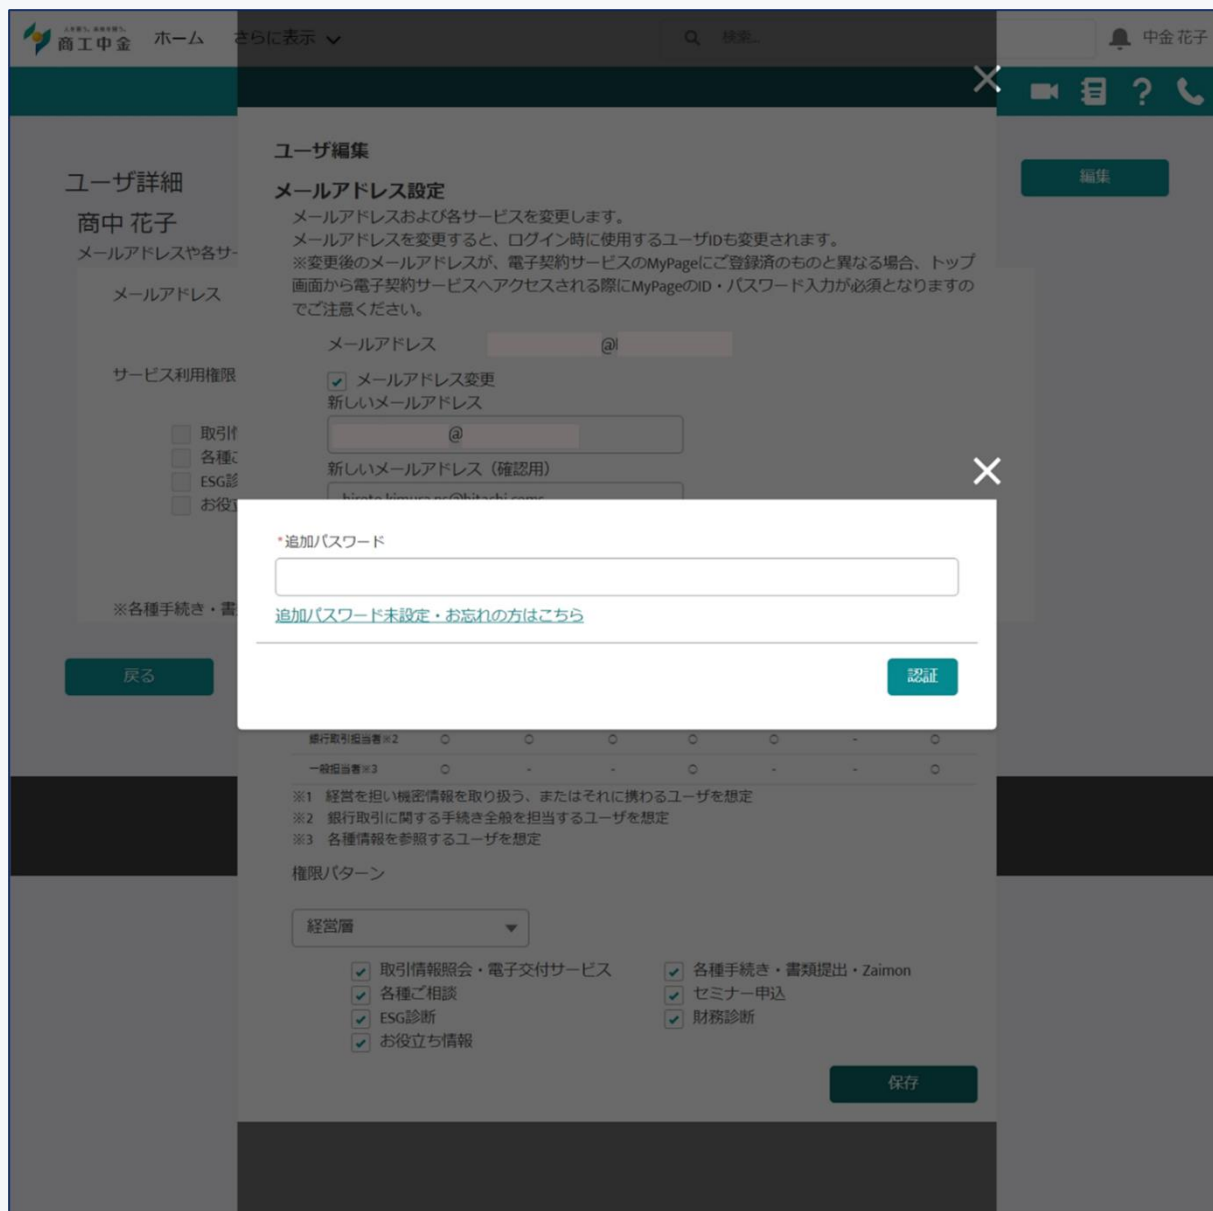 商工中金
ホーム
さらに表示
検索...
中金 花子
ユーザ編集
編集
ユーザ詳細
メールアドレス設定
商中 花子
メールアドレスおよび各サービスを変更します。
メールアドレスを変更すると、ログイン時に使用するユーザIDも変更されます。
メールアドレスや各サ
※変更後のメールアドレスが、電子契約サービスのMyPageにご登録済のものと異なる場合、トップ
画面から電子契約サービスへアクセスされる際にMyPageのID・パスワード入力が必須となりますの
でご注意ください。
メールアドレス
メールアドレス @
サービス利用権限
メールアドレス変更
新しいメールアドレス
@
取引
各種
ESG診
お役立
新しいメールアドレス（確認用）
*追加パスワード
追加パスワード未設定・お忘れの方はこちら
※各種手続き・書
戻る
認証
銀行取引担当者※2 ○ ○ ○ ○ ○ - ○
一般担当者※3 ○ - - ○ - - ○
※1 経営を担い機密情報を取り扱う、またはそれに携わるユーザを想定
※2 銀行取引に関する手続き全般を担当するユーザを想定
※3 各種情報を参照するユーザを想定
権限パターン
経営層
取引情報照会・電子交付サービス
各種手続き・書類提出・Zaimon
各種ご相談
セミナー申込
ESG診断
財務診断
お役立ち情報
保存